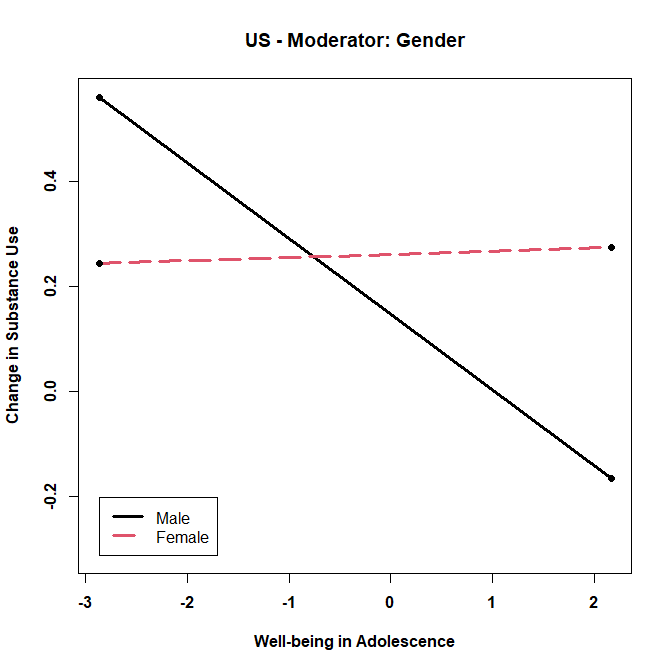 US - Moderator: Gender
Change in Substance Use
0.4
0.2
0.0
-0.2
Male
Female
-3
-2
-1
0
1
2
Well-being in Adolescence